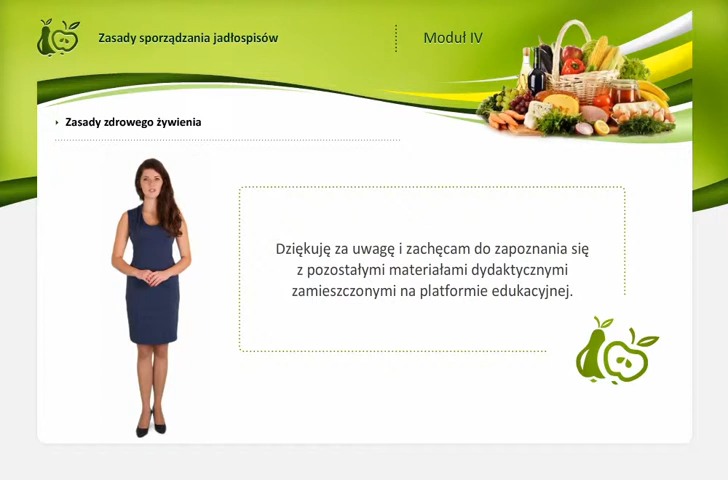 Zasady sporządzania jadłospisów
Moduł IV
Zasady zdrowego żywienia
Dziękuję za uwagę i zachęcam do zapoznania się
z pozostałymi materiałami dydaktycznymi
zamieszczonymi na platformie edukacyjnej.